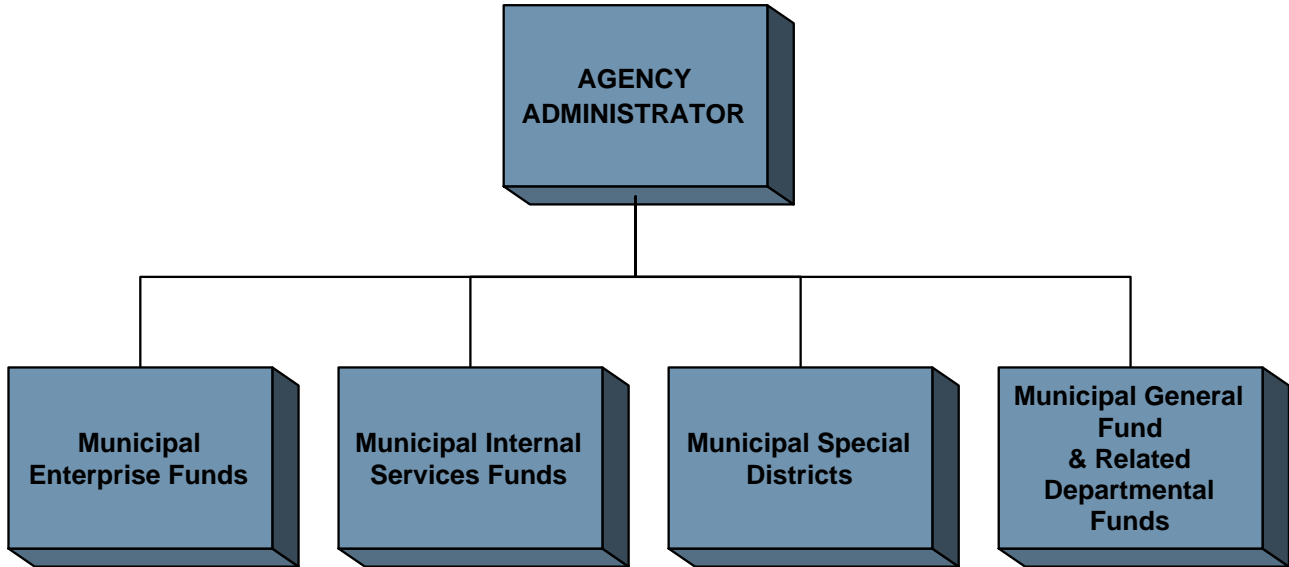 AGENCY
ADMINISTRATOR
Municipal
Enterprise Funds
Municipal Internal
Services Funds
Municipal Special
Districts
Municipal General
Fund
& Related
Departmental
Funds